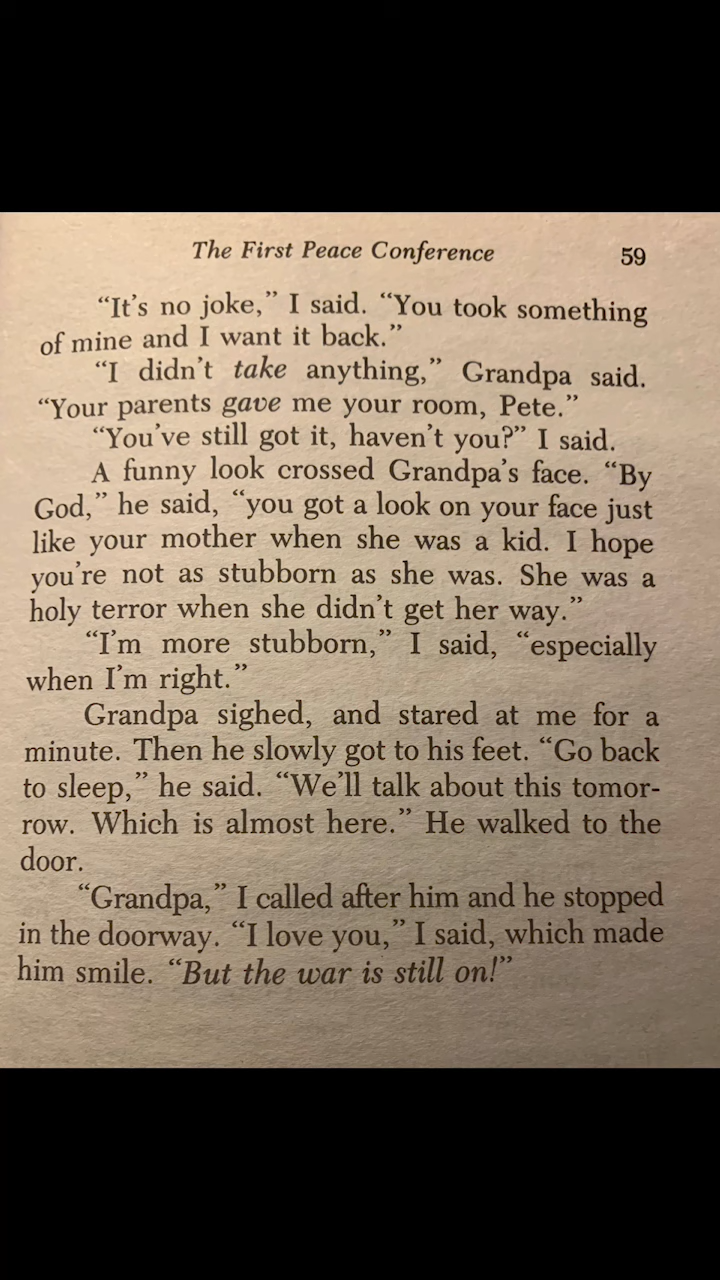 The First Peace Conference 59
“It’s no joke,” I said. “You took something
of mine and I want it back.”
“I didn’t take anything,” Grandpa said.
“Your parents gave me your room, Pete.”
“You’ve still got it, haven’t you?” I said.
A funny look crossed Grandpa’s face. “By
God,” he said, “you got a look on your face just
like your mother when she was a kid. I hope
you’re not as stubborn as she was. She was a
holy terror when she didn’t get her way.”
“I’m more stubborn,” I said, “especially
when I’m right.”
Grandpa sighed, and stared at me for a
minute. Then he slowly got to his feet. “Go back
to sleep,” he said. “We’ll talk about this tomor-
row. Which is almost here.” He walked to the
door.
“Grandpa,” I called after him and he stopped
in the doorway. “I love you,” I said, which made
him smile. “But the war is still on!”